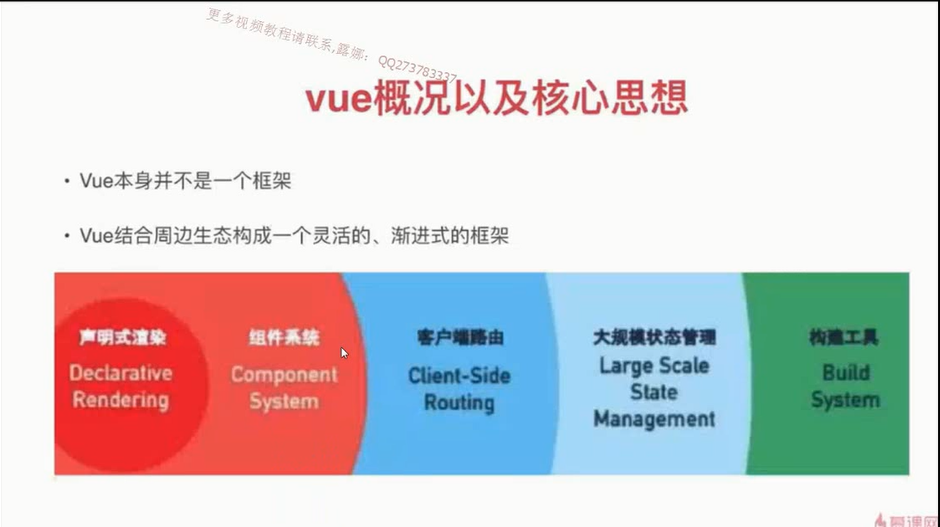 更多视频教程请联系,露娜：QQ273783337
vue概况以及核心思想
• Vue本身并不是一个框架
• Vue结合周边生态构成一个灵活的、渐进式的框架
声明式渲染
Declarative
Rendering
组件系统
Component
System
客户端路由
Client-Side
Routing
大规模状态管理
Large Scale
State
Management
构建工具
Build
System
慕课网